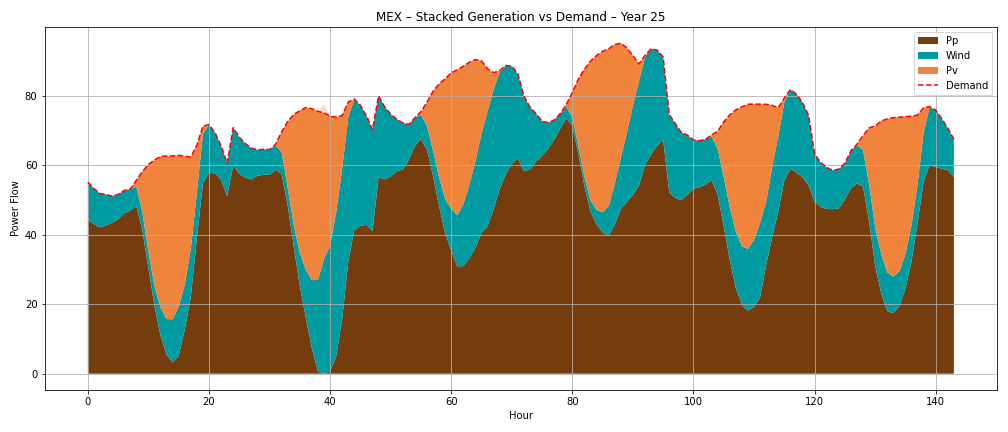 MEX – Stacked Generation vs Demand – Year 25
Pp
Wind
Pv
Demand
Power Flow
80
60
40
20
0
0 20 40 60 80 100 120 140
Hour